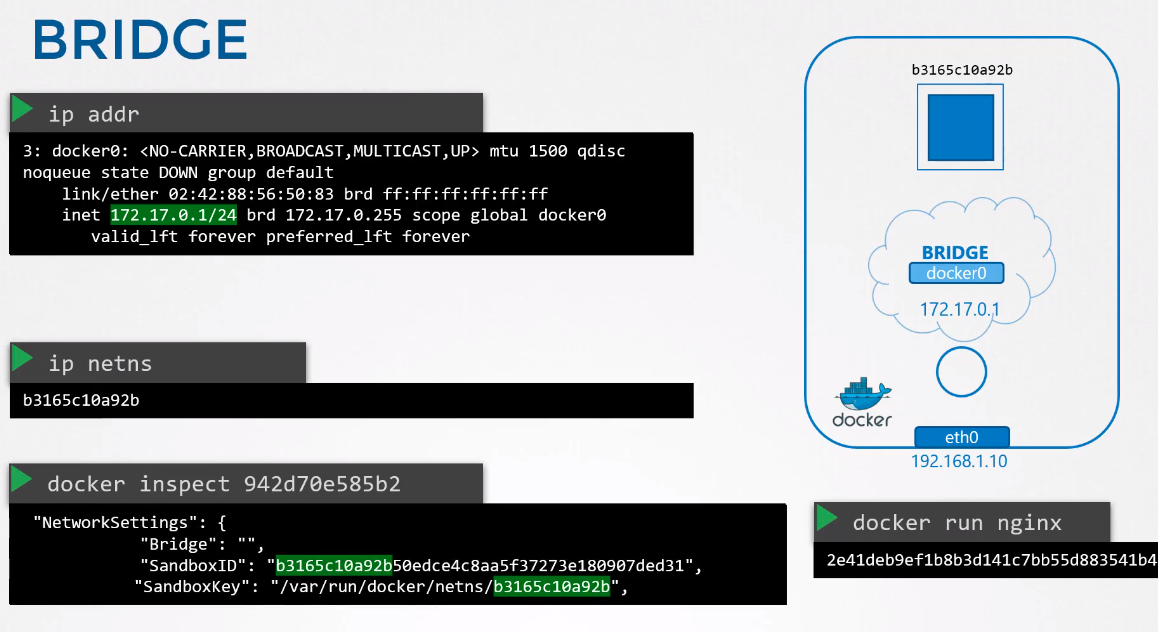 BRIDGE
ip addr
3: docker0: <NO-CARRIER,BROADCAST,MULTICAST,UP> mtu 1500 qdisc
noqueue state DOWN group default
link/ether 02:42:88:56:50:83 brd ff:ff:ff:ff:ff:ff
inet 172.17.0.1/24 brd 172.17.0.255 scope global docker0
valid_lft forever preferred_lft forever
ip netns
b3165c10a92b
docker inspect 942d70e585b2
"NetworkSettings": {
"Bridge": "",
"SandboxID": "b3165c10a92b50edce4c8aa5f37273e180907ded31",
"SandboxKey": "/var/run/docker/netns/b3165c10a92b",
b3165c10a92b
BRIDGE
docker0
172.17.0.1
docker
eth0
192.168.1.10
docker run nginx
2e41deb9ef1b8b3d141c7bb55d883541b4